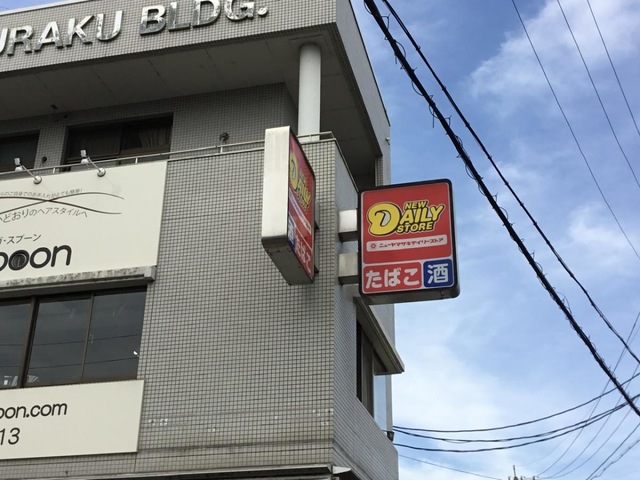 URAKU BLDG.
どおりのヘアスタイルへ
・スプーン
poon
oon.com
13
NEW
DAILY
STORE
ニューヤマザキデイリーストア
たばこ 酒